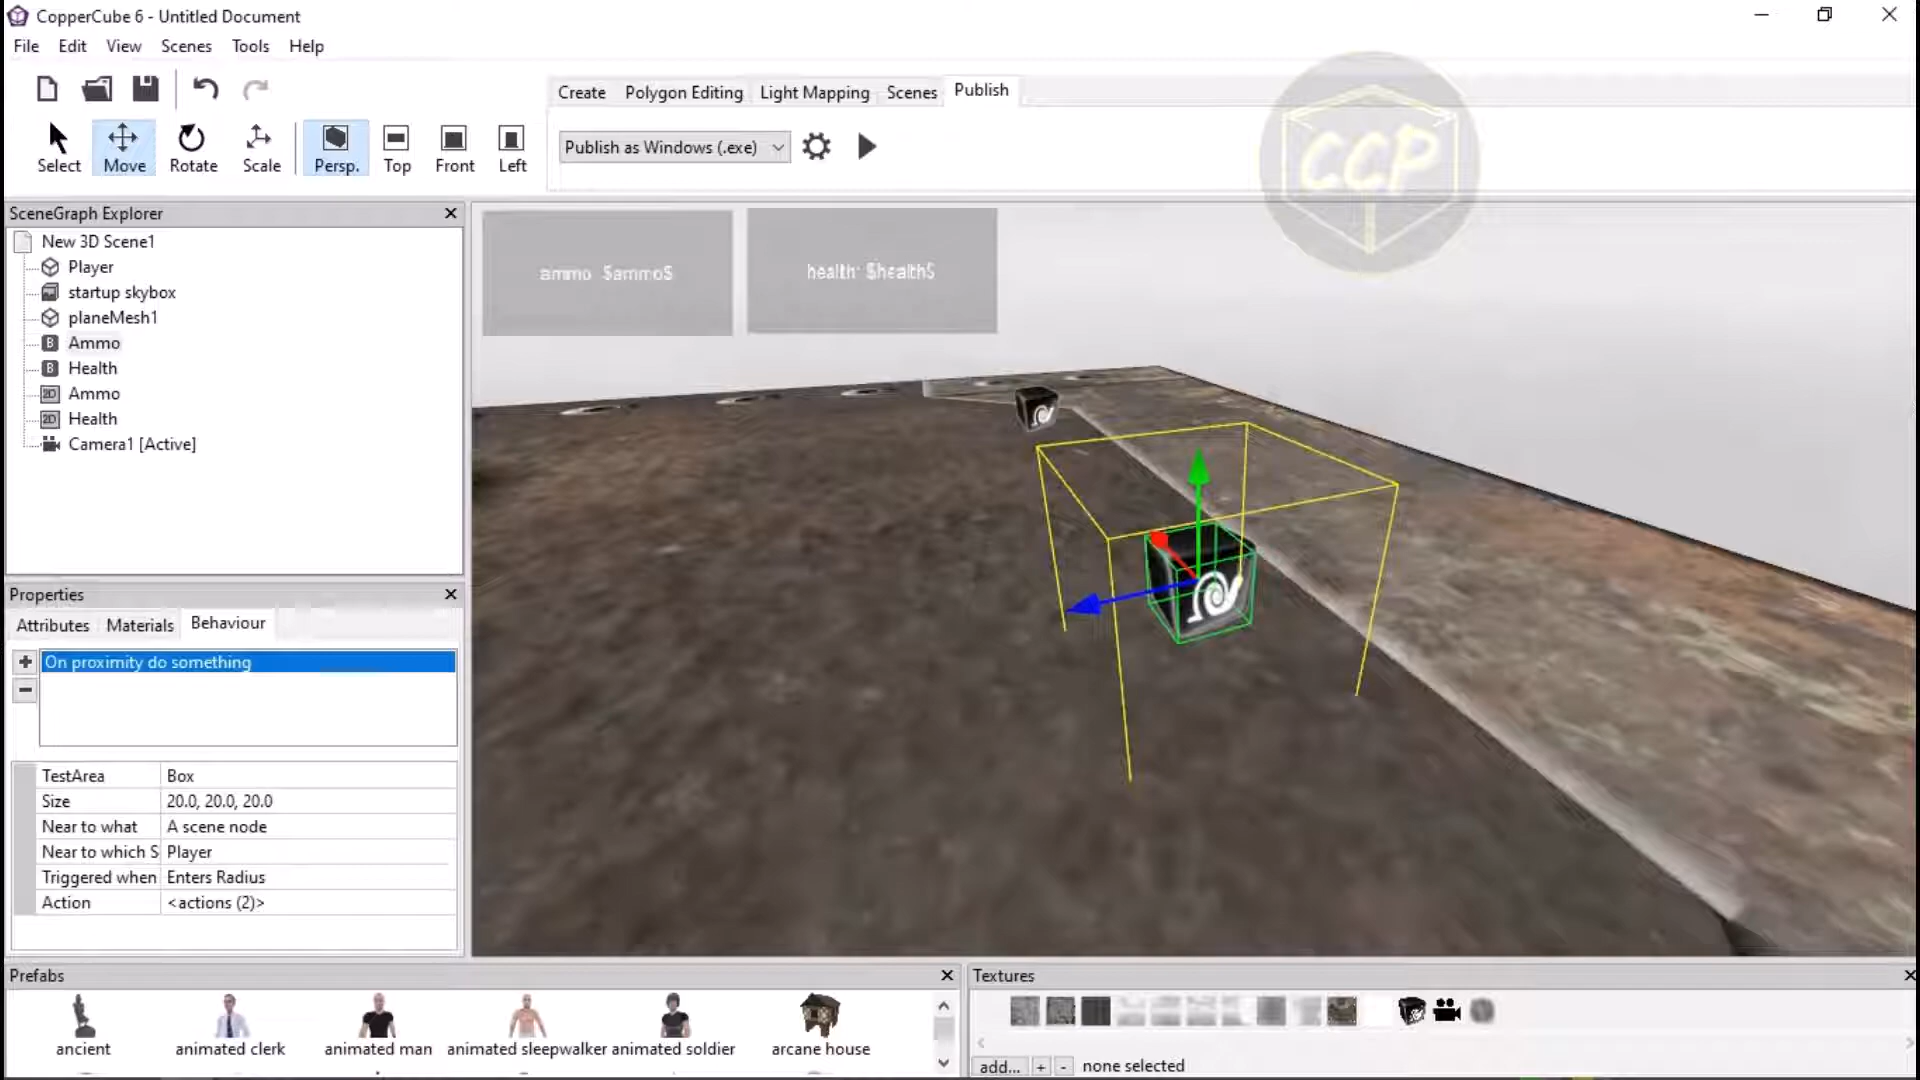 CopperCube 6 - Untitled Document
File Edit View Scenes Tools Help
Create Polygon Editing Light Mapping Scenes Publish
Select Move Rotate Scale Persp. Top Front Left
Publish as Windows (.exe)
CCP
SceneGraph Explorer
New 3D Scene1
Player
startup skybox
planeMesh1
B Ammo
B Health
2D Ammo
2D Health
Camera1 [Active]
ammo $ammo$
health: $health$
Properties
Attributes Materials Behaviour
On proximity do something
TestArea Box
Size 20.0, 20.0, 20.0
Near to what A scene node
Near to which S Player
Triggered when Enters Radius
Action <actions (2)>
Prefabs
ancient animated clerk animated man animated sleepwalker animated soldier arcane house
Textures
add... + - none selected